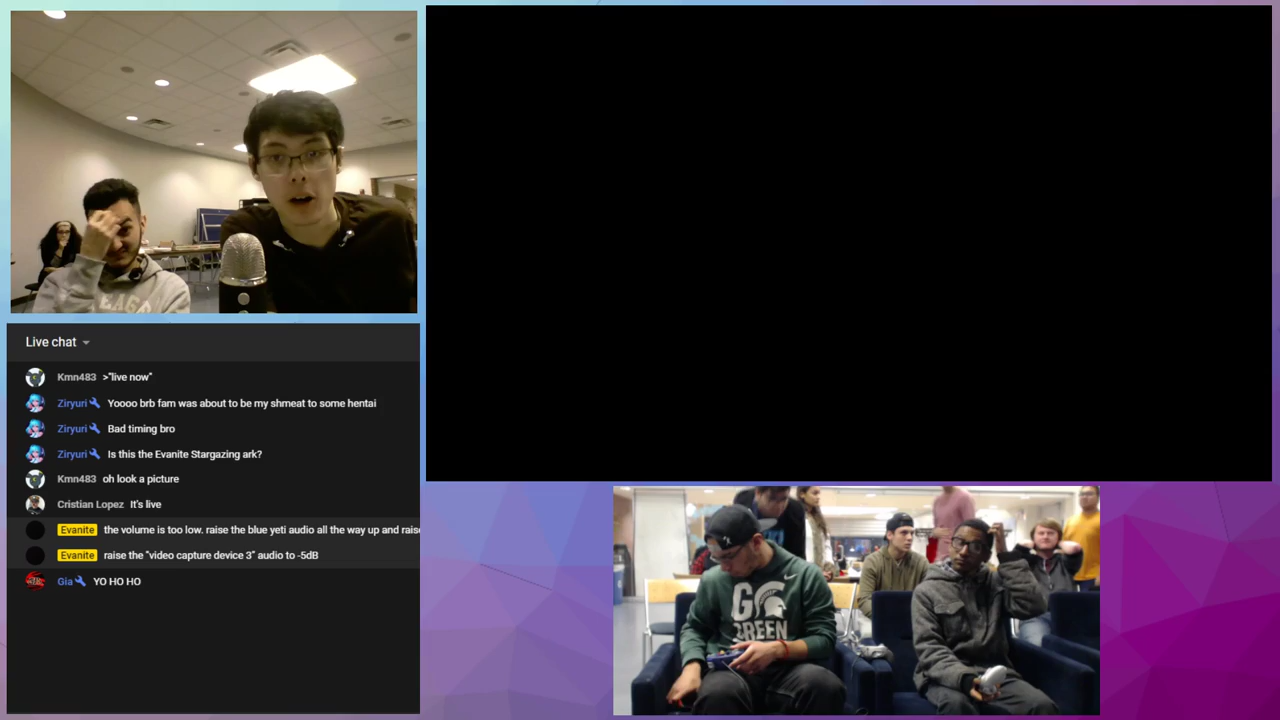 Live chat
Kmn483 >"live now"
Ziryuri Yoooo brb fam was about to be my shmeat to some hentai
Ziryuri Bad timing bro
Ziryuri Is this the Evanite Stargazing ark?
Kmn483 oh look a picture
Cristian Lopez It's live
Evanite the volume is too low. raise the blue yeti audio all the way up and raise
Evanite raise the "video capture device 3" audio to -5dB
Gia YO HO HO
GO
GREEN